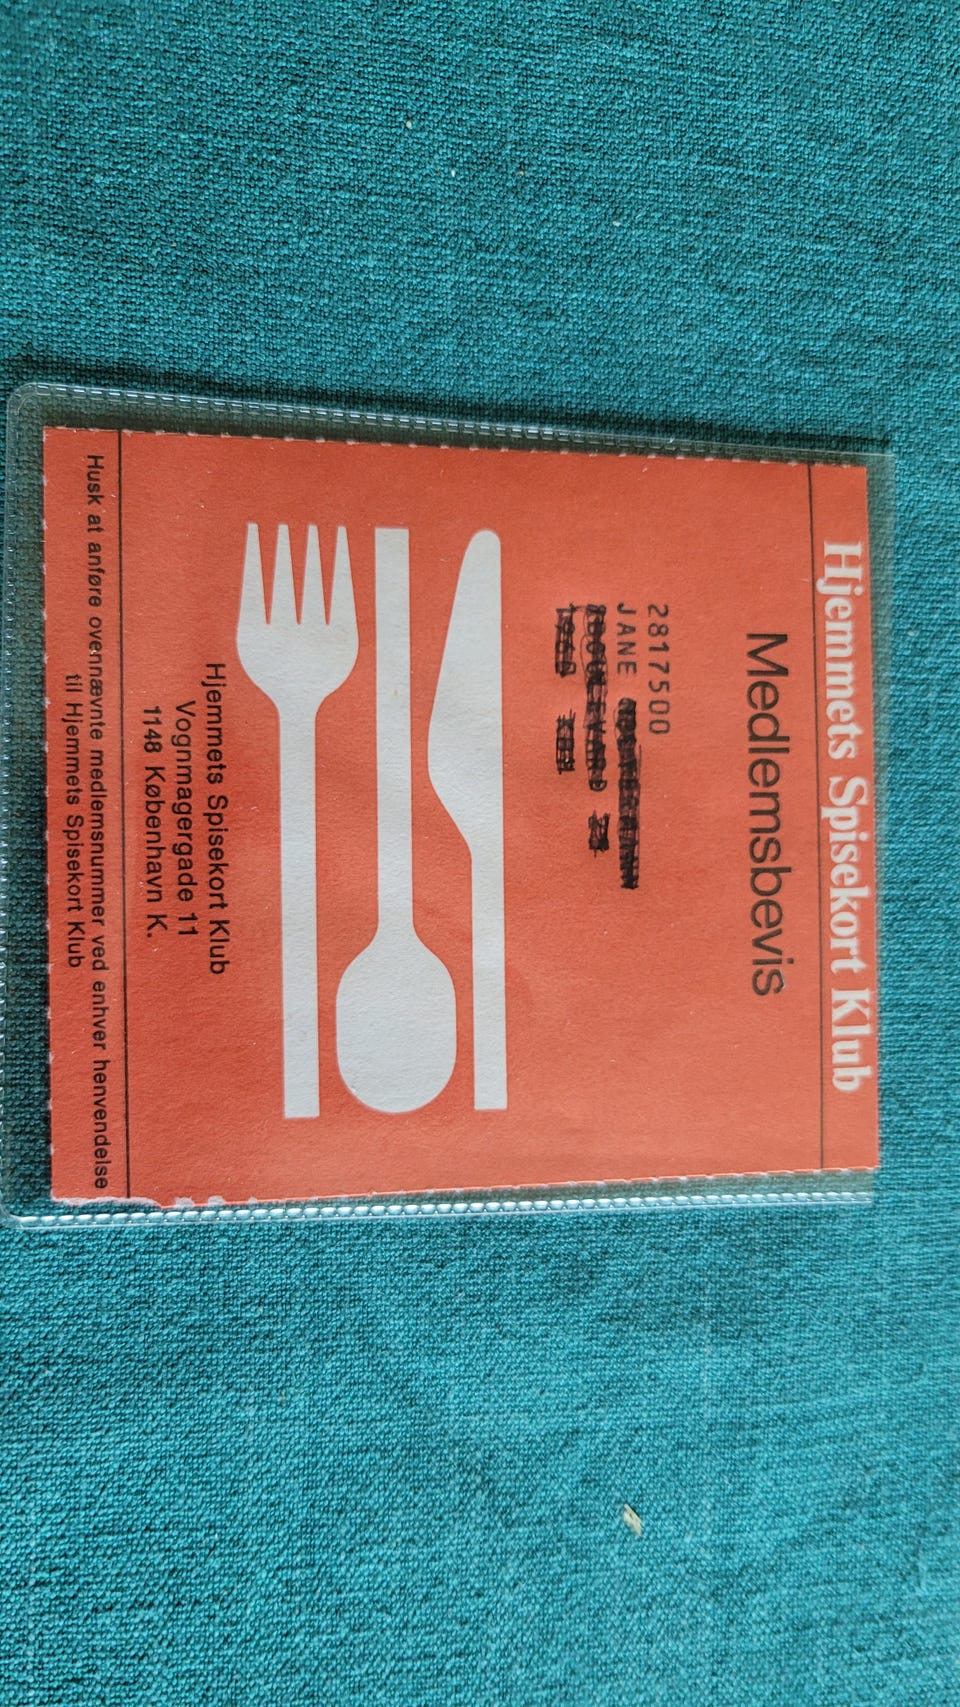 Hjemmets Spisekort Klub
Medlemsbevis
2817500
JANE
Hjemmets Spisekort Klub
Vognmagergade 11
1148 København K.
Husk at anføre ovennævnte medlemsnummer ved enhver henvendelse
til Hjemmets Spisekort Klub